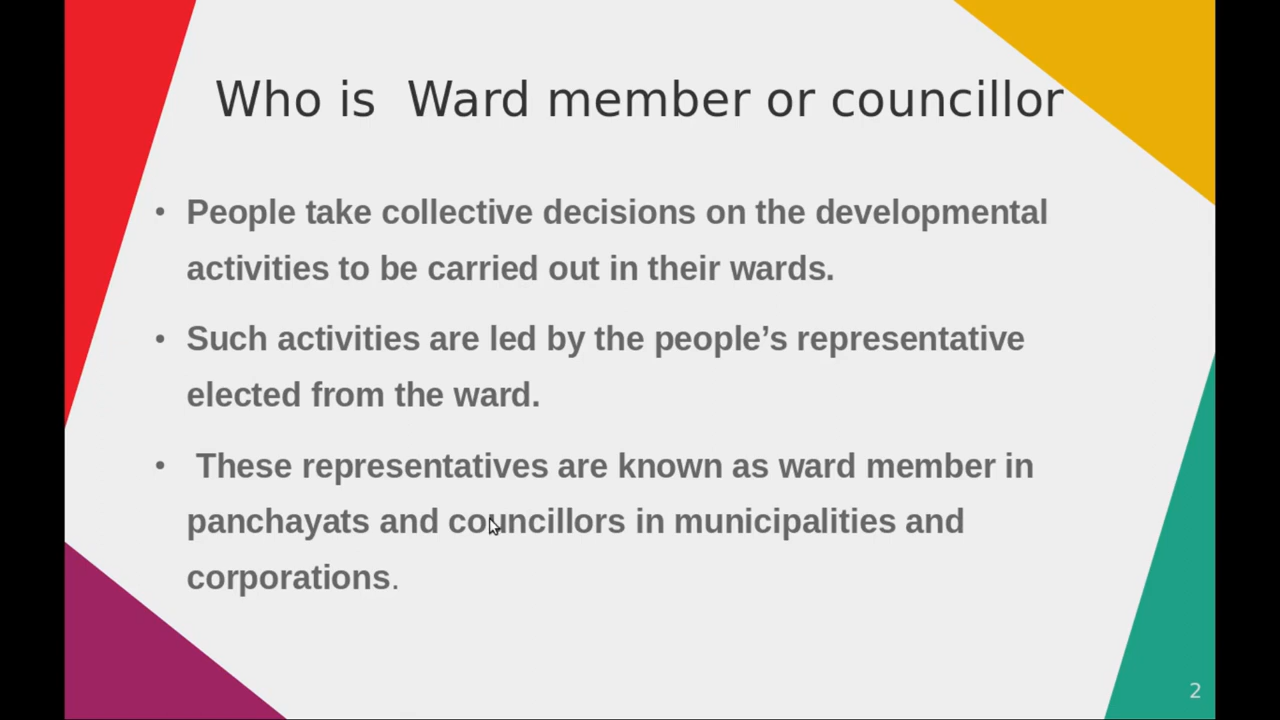 Who is  Ward member or councillor
• People take collective decisions on the developmental
activities to be carried out in their wards.
• Such activities are led by the people’s representative
elected from the ward.
•  These representatives are known as ward member in
panchayats and councillors in municipalities and
corporations.
2